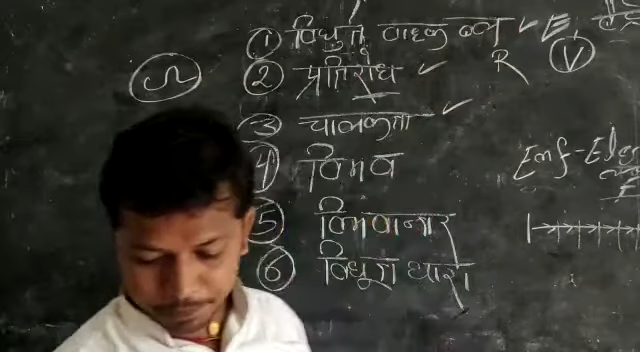 ① विधुत वाहक बल ✓ E
② प्रतिरोध ✓ R
V
③ चालकता ✓
④ विभव
Emf - Ele
⑤ विभवान्तर
⑥ विधूत धारा